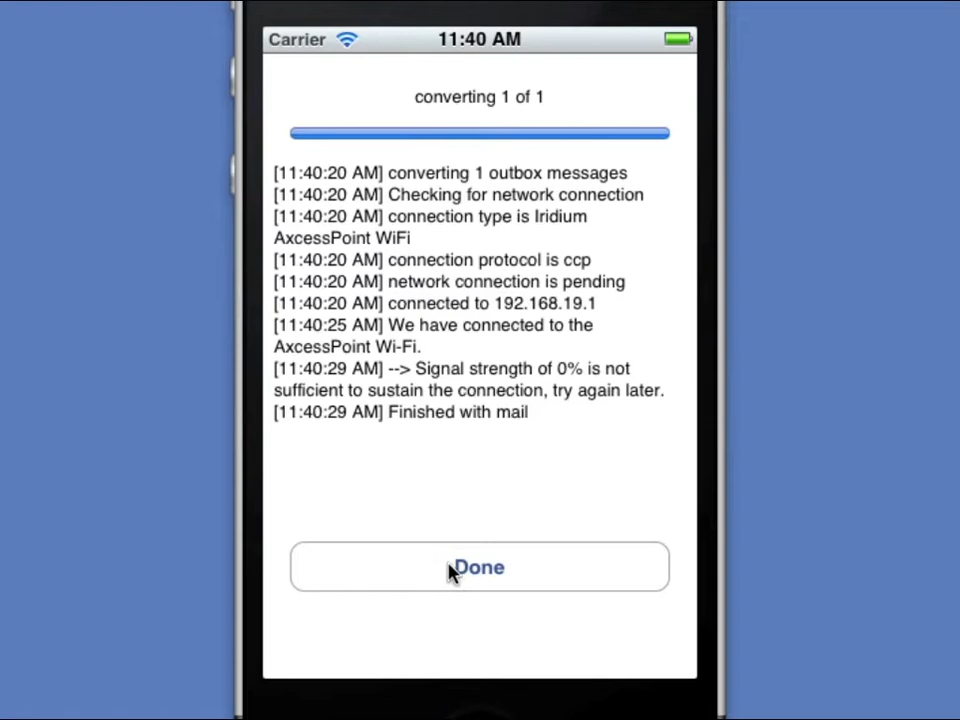 Carrier 11:40 AM
converting 1 of 1
[11:40:20 AM] converting 1 outbox messages
[11:40:20 AM] Checking for network connection
[11:40:20 AM] connection type is Iridium
AxcessPoint WiFi
[11:40:20 AM] connection protocol is ccp
[11:40:20 AM] network connection is pending
[11:40:20 AM] connected to 192.168.19.1
[11:40:25 AM] We have connected to the
AxcessPoint Wi-Fi.
[11:40:29 AM] --> Signal strength of 0% is not
sufficient to sustain the connection, try again later.
[11:40:29 AM] Finished with mail
Done